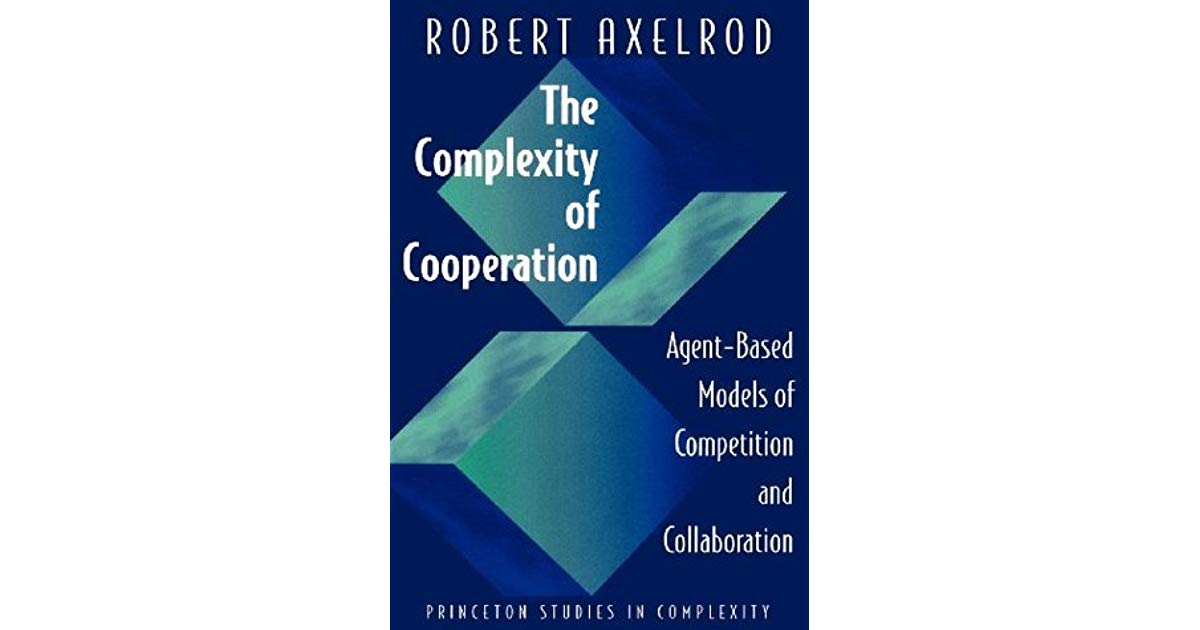 ROBERT AXELROD
The
Complexity
of
Cooperation
Agent-Based
Models of
Competition
and
Collaboration
PRINCETON STUDIES IN COMPLEXITY